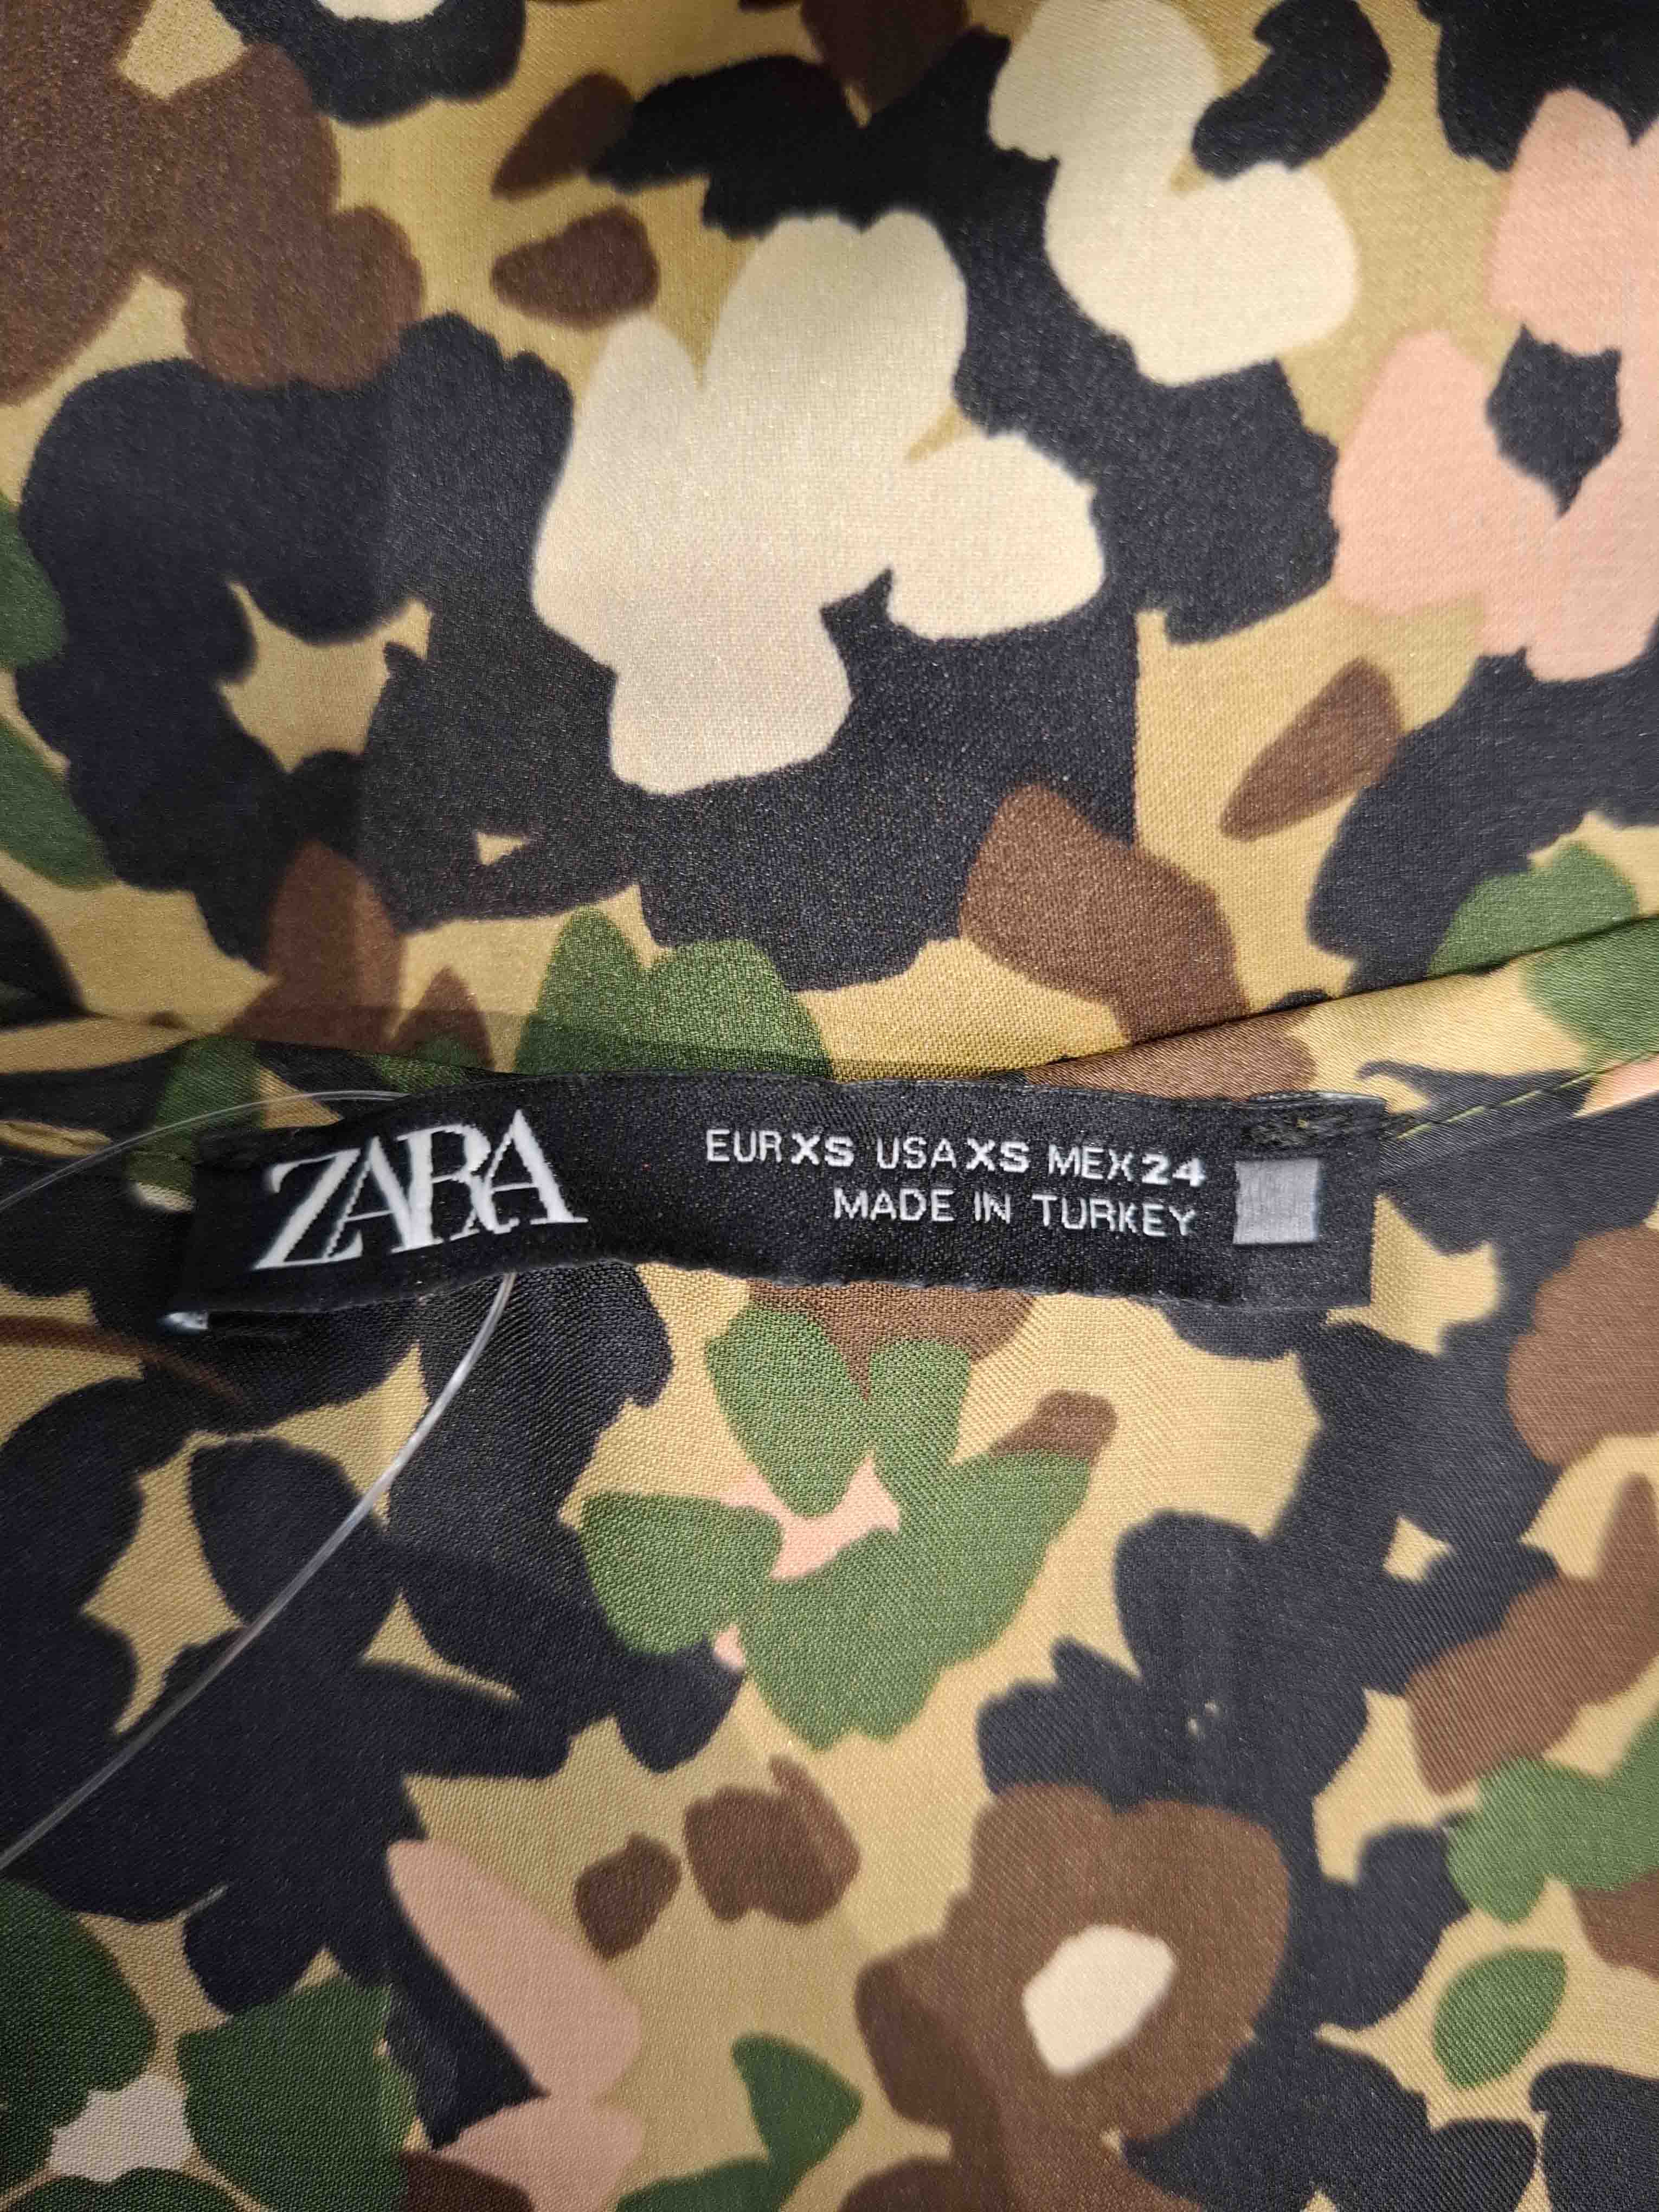 ZARA
EUR XS USA XS MEX 24
MADE IN TURKEY